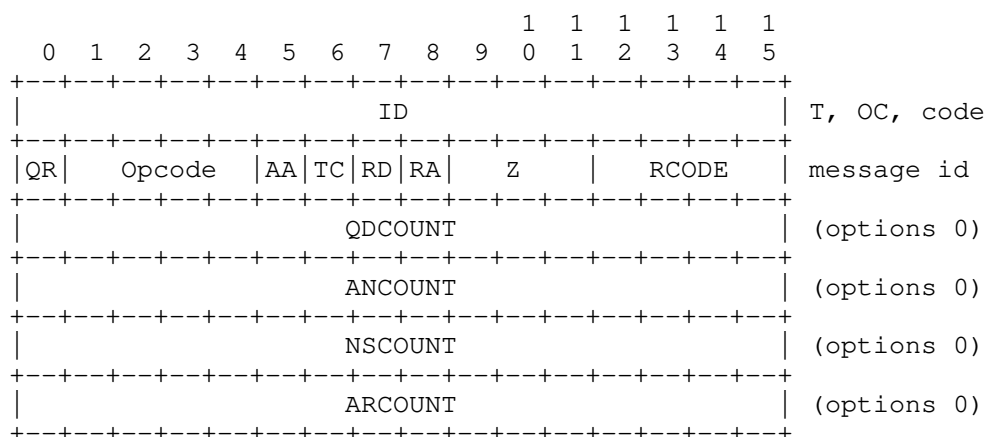 1  1  1  1  1  1
  0  1  2  3  4  5  6  7  8  9  0  1  2  3  4  5
+--+--+--+--+--+--+--+--+--+--+--+--+--+--+--+--+
|                      ID                       | T, OC, code
+--+--+--+--+--+--+--+--+--+--+--+--+--+--+--+--+
|QR|   Opcode  |AA|TC|RD|RA|   Z    |   RCODE   | message id
+--+--+--+--+--+--+--+--+--+--+--+--+--+--+--+--+
|                    QDCOUNT                    | (options 0)
+--+--+--+--+--+--+--+--+--+--+--+--+--+--+--+--+
|                    ANCOUNT                    | (options 0)
+--+--+--+--+--+--+--+--+--+--+--+--+--+--+--+--+
|                    NSCOUNT                    | (options 0)
+--+--+--+--+--+--+--+--+--+--+--+--+--+--+--+--+
|                    ARCOUNT                    | (options 0)
+--+--+--+--+--+--+--+--+--+--+--+--+--+--+--+--+